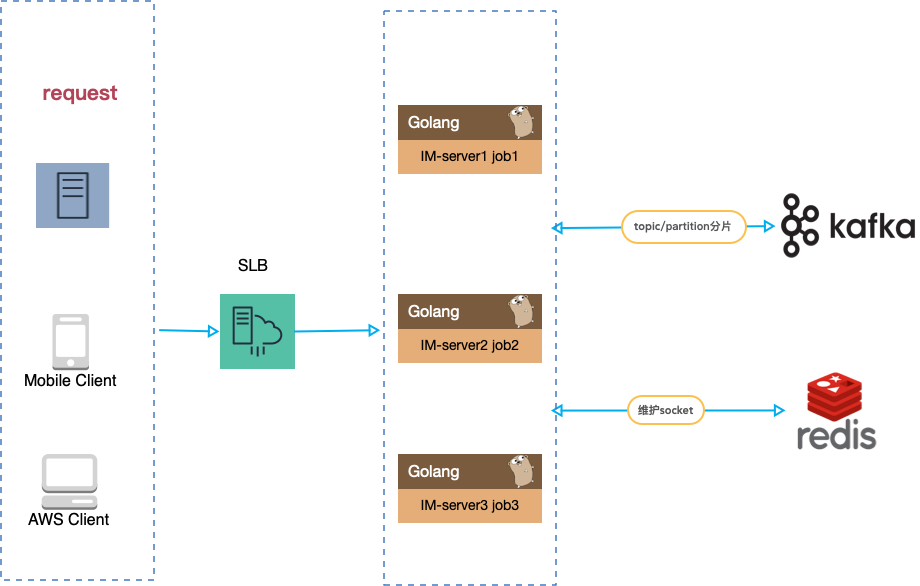 request
Mobile Client
AWS Client
SLB
Golang
IM-server1 job1
Golang
IM-server2 job2
Golang
IM-server3 job3
topic/partition分片
kafka
维护socket
redis